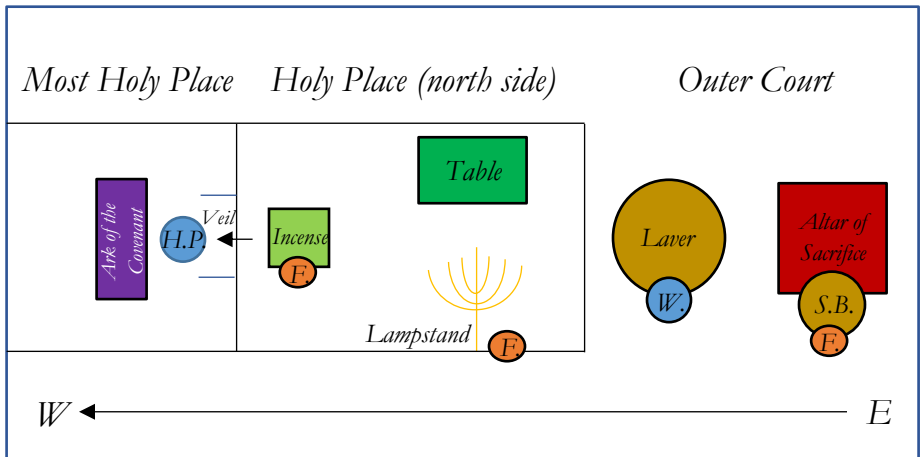 Most Holy Place
Holy Place (north side)
Outer Court
Ark of the
Covenant
H.P.
Veil
Incense
F.
Table
Lampstand
F.
Laver
W.
Altar of
Sacrifice
S.B.
F.
W
E